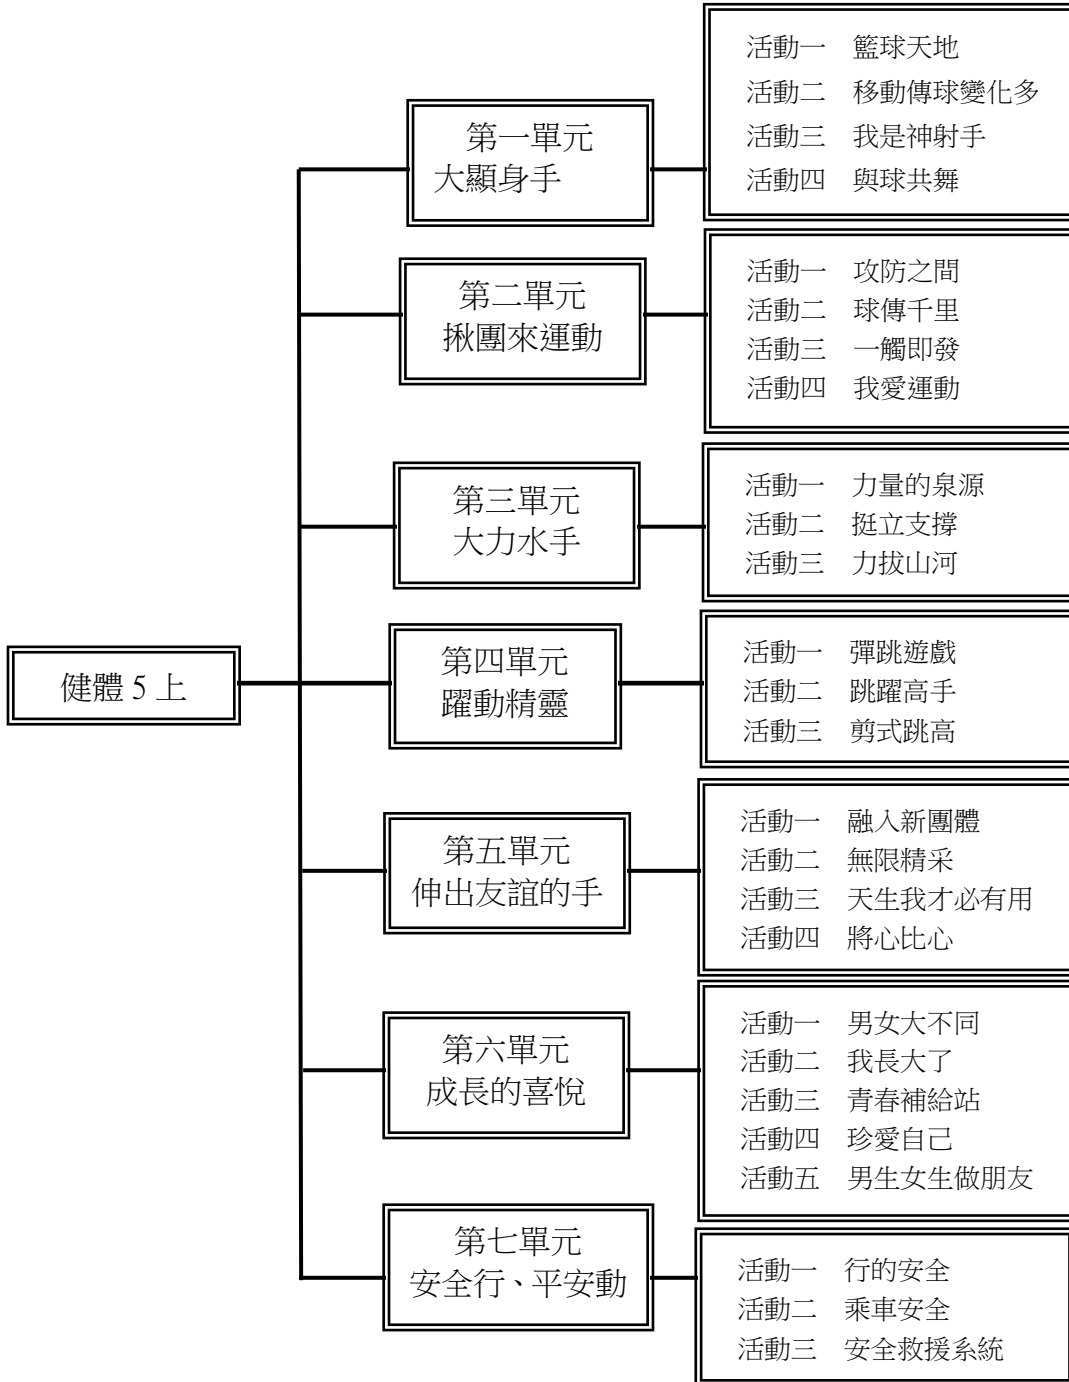 健體 5 上
第一單元
大顯身手
活動一　籃球天地
活動二　移動傳球變化多
活動三　我是神射手
活動四　與球共舞
第二單元
揪團來運動
活動一　攻防之間
活動二　球傳千里
活動三　一觸即發
活動四　我愛運動
第三單元
大力水手
活動一　力量的泉源
活動二　挺立支撐
活動三　力拔山河
第四單元
躍動精靈
活動一　彈跳遊戲
活動二　跳躍高手
活動三　剪式跳高
第五單元
伸出友誼的手
活動一　融入新團體
活動二　無限精采
活動三　天生我才必有用
活動四　將心比心
第六單元
成長的喜悅
活動一　男女大不同
活動二　我長大了
活動三　青春補給站
活動四　珍愛自己
活動五　男生女生做朋友
第七單元
安全行、平安動
活動一　行的安全
活動二　乘車安全
活動三　安全救援系統